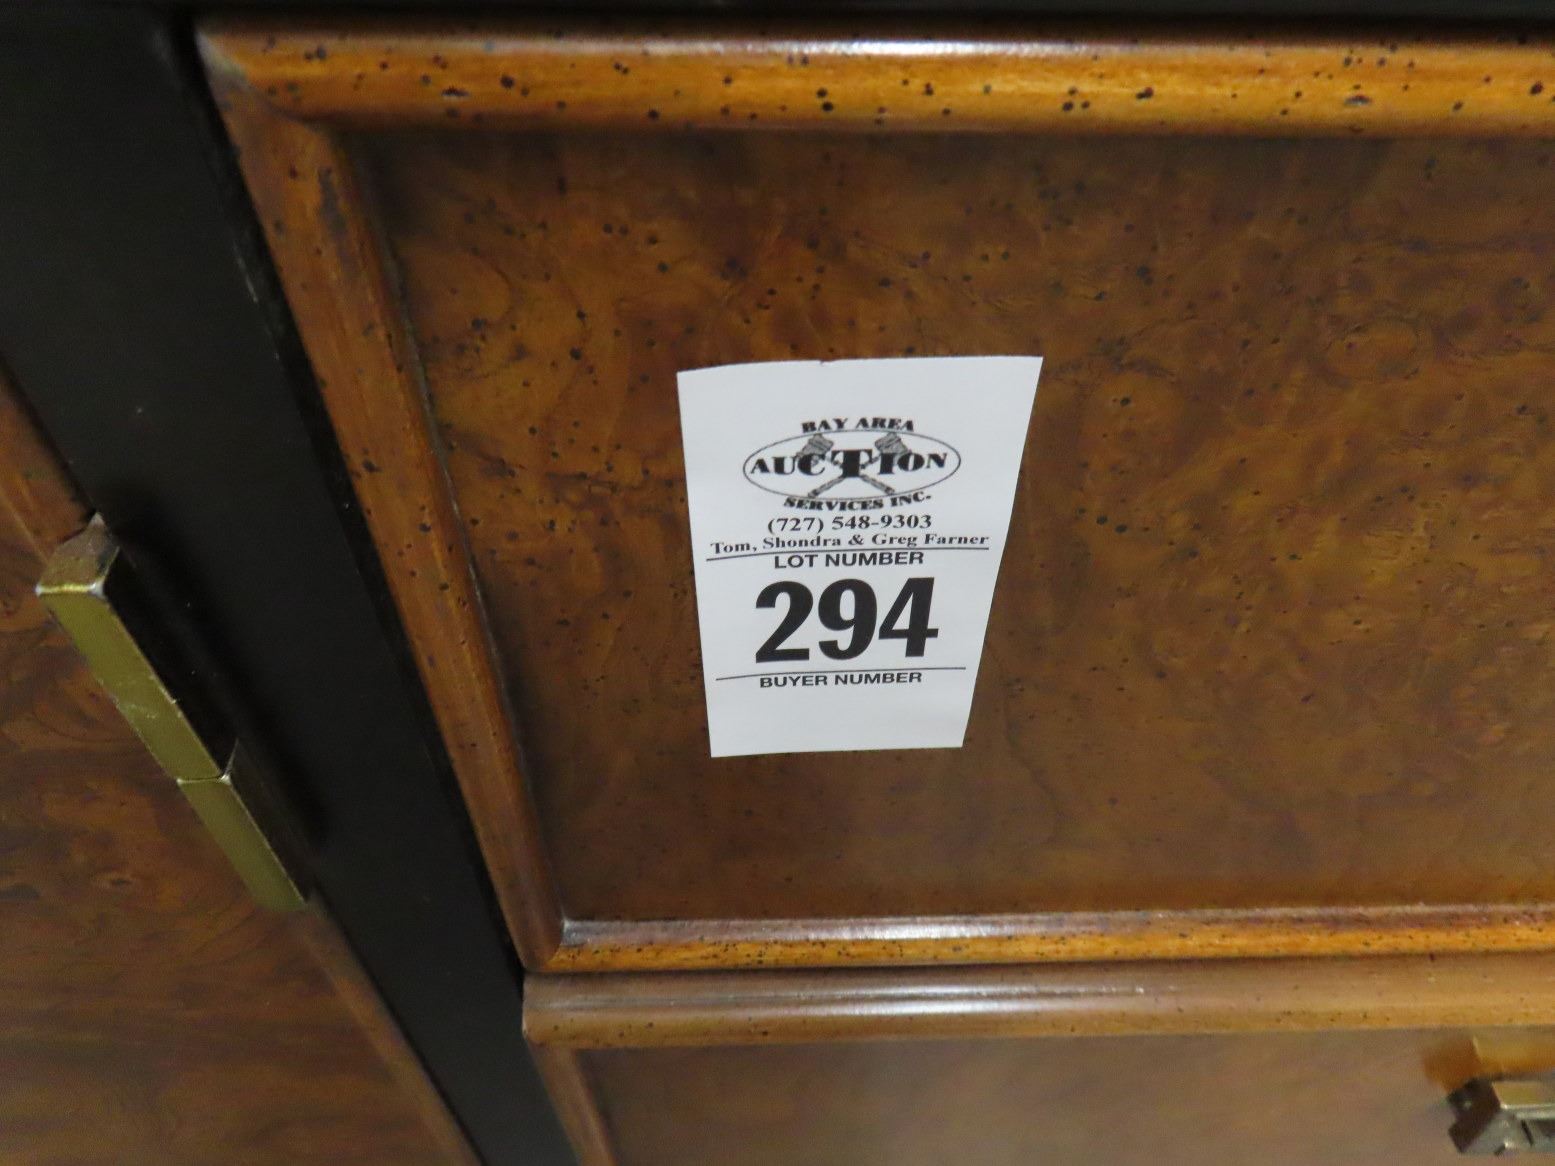 BAY AREA
AUCTION
SERVICES INC.
(727) 548-9303
Tom, Shondra & Greg Farner
LOT NUMBER
294
BUYER NUMBER